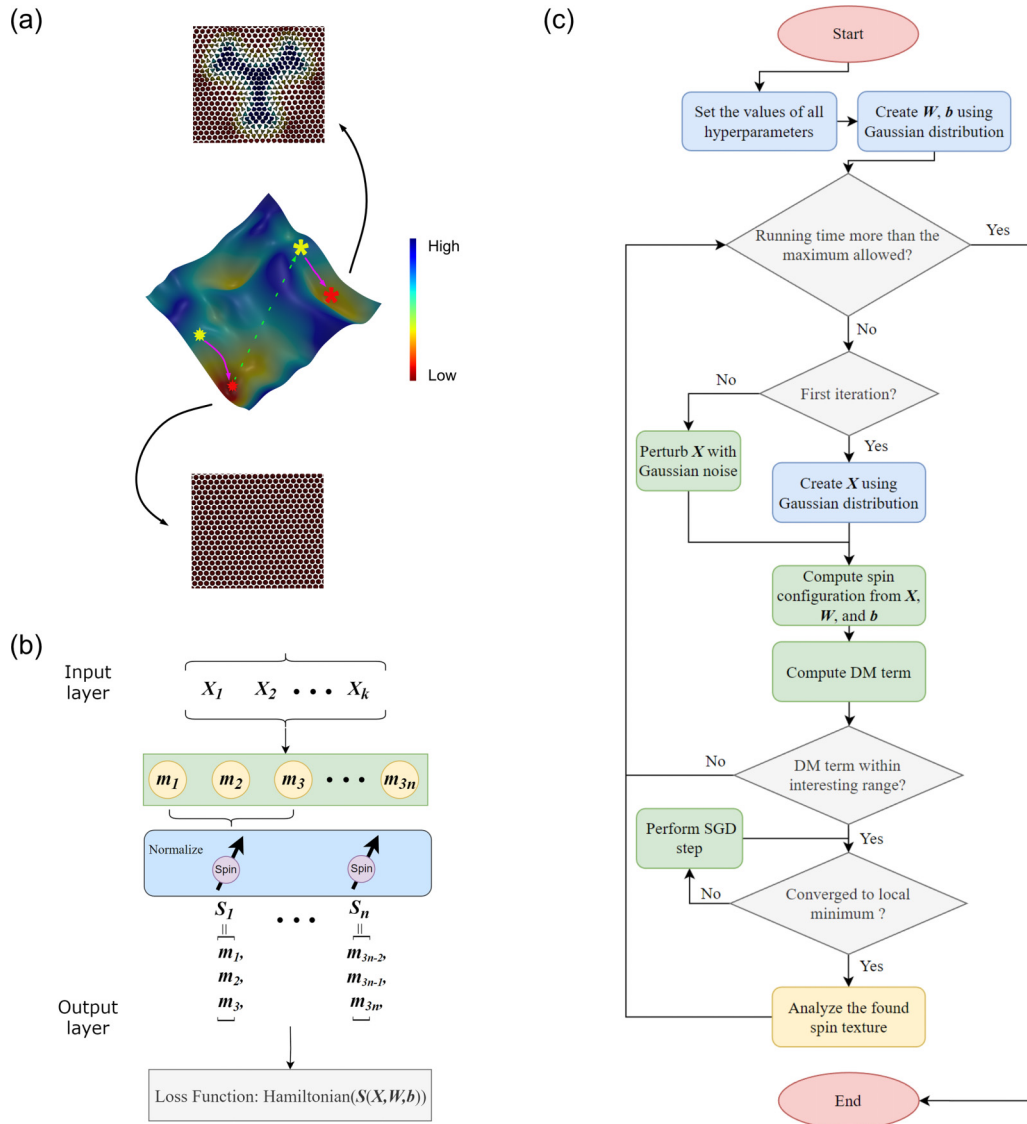 (a)
High
Low
(b)
Input
layer
X1 X2 • • • Xk
m1 m2 m3 • • • m3n
Normalize
Spin Spin
S1 • • • Sn
= =
m1, m3n-2,
m2, m3n-1,
m3, m3n,
Output
layer
Loss Function: Hamiltonian(S(X,W,b))
(c)
Start
Set the values of all
hyperparameters
Create W, b using
Gaussian distribution
Running time more than the
maximum allowed?
Yes
No
First iteration?
No
Yes
Perturb X with
Gaussian noise
Create X using
Gaussian distribution
Compute spin
configuration from X,
W, and b
Compute DM term
DM term within
interesting range?
No
Yes
Perform SGD
step
Converged to local
minimum ?
No
Yes
Analyze the found
spin texture
End